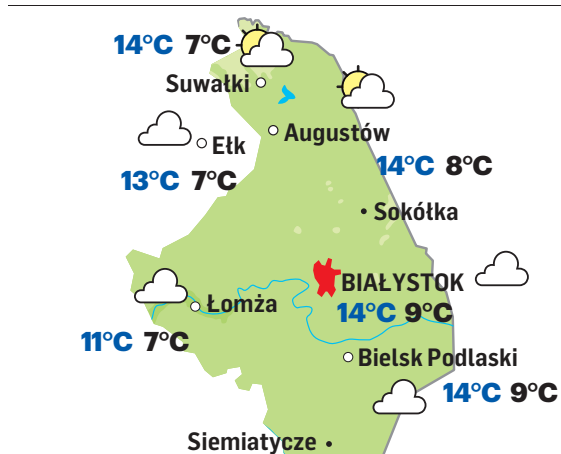 14°C 7°C
Suwałki
Augustów
Ełk
13°C 7°C
14°C 8°C
Sokółka
BIAŁYSTOK
14°C 9°C
Łomża
11°C 7°C
Bielsk Podlaski
14°C 9°C
Siemiatycze